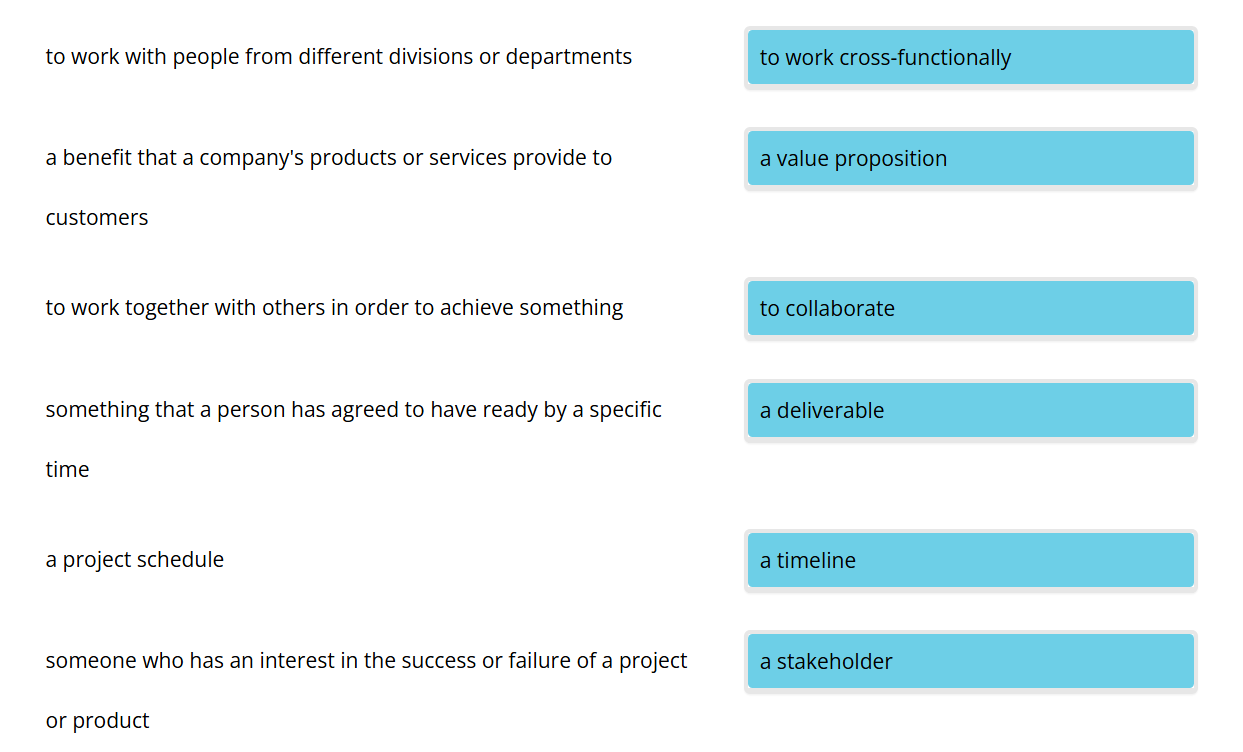 to work with people from different divisions or departments
to work cross-functionally
a benefit that a company's products or services provide to
customers
a value proposition
to work together with others in order to achieve something
to collaborate
something that a person has agreed to have ready by a specific
time
a deliverable
a project schedule
a timeline
someone who has an interest in the success or failure of a project
or product
a stakeholder